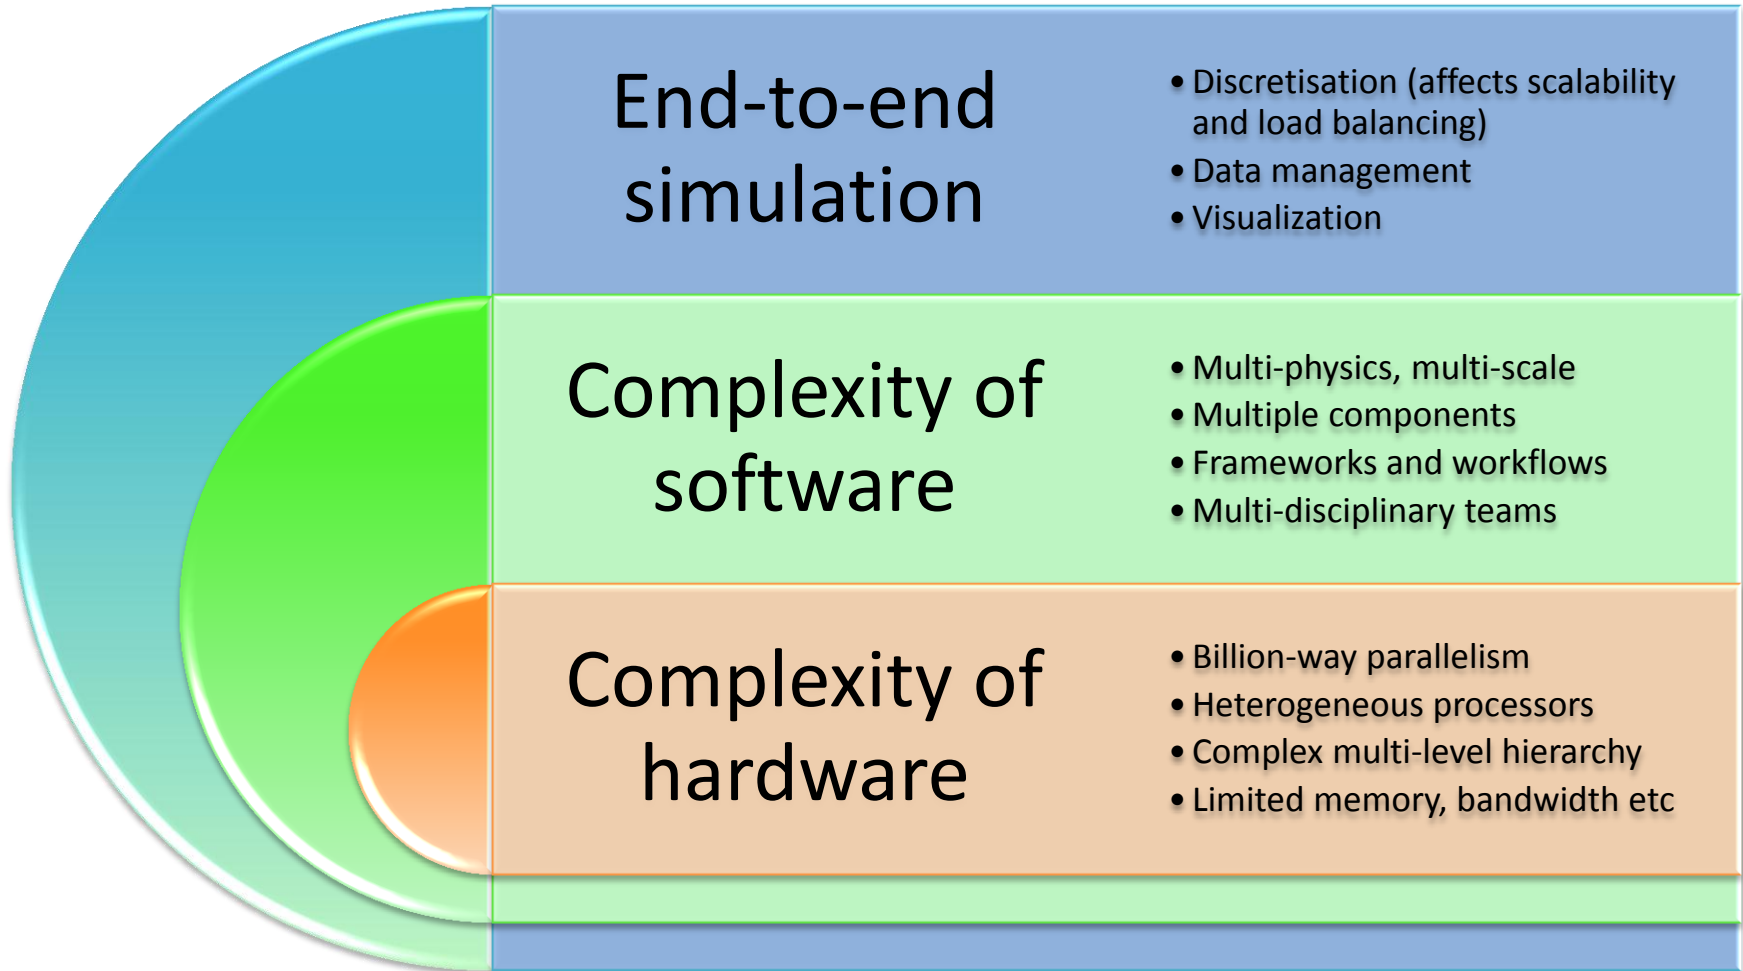 End-to-end
simulation
• Discretisation (affects scalability
and load balancing)
• Data management
• Visualization
Complexity of
software
• Multi-physics, multi-scale
• Multiple components
• Frameworks and workflows
• Multi-disciplinary teams
Complexity of
hardware
• Billion-way parallelism
• Heterogeneous processors
• Complex multi-level hierarchy
• Limited memory, bandwidth etc